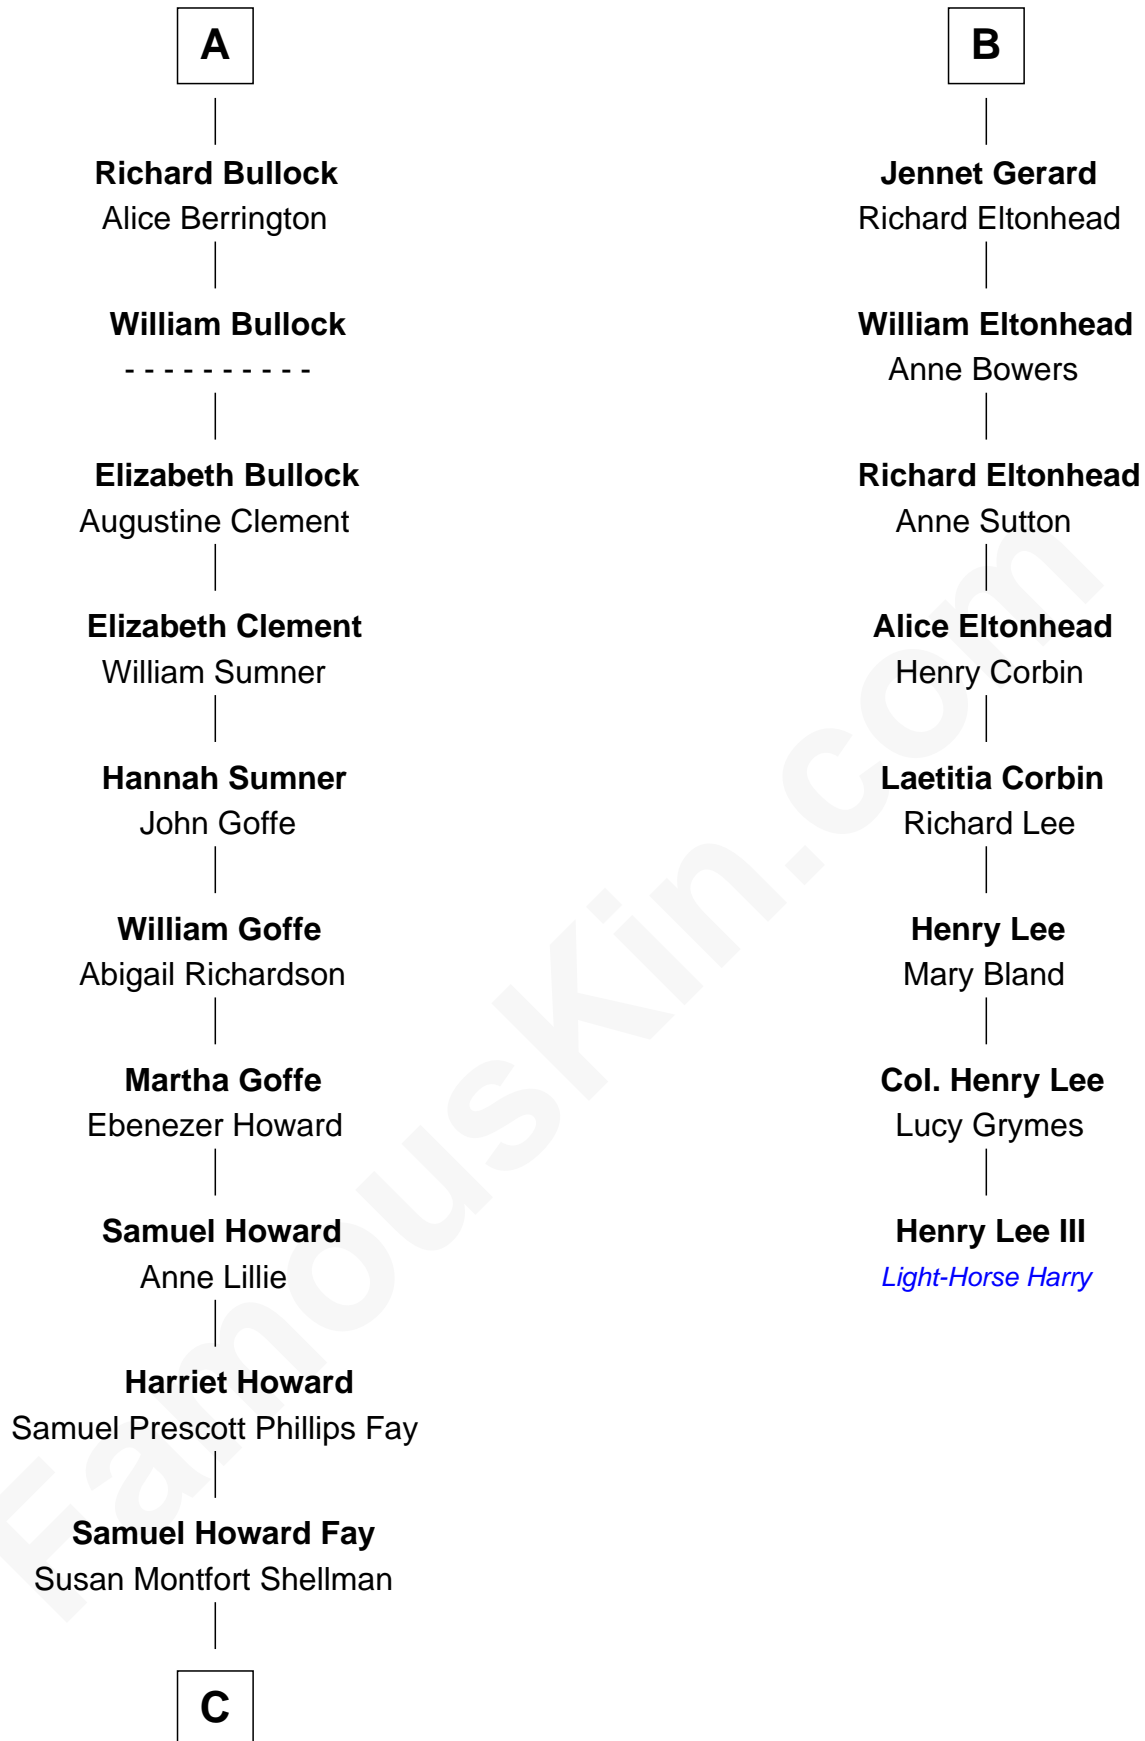 A
Richard Bullock
Alice Berrington
William Bullock
- - - - - - - - - -
Elizabeth Bullock
Augustine Clement
Elizabeth Clement
William Sumner
Hannah Sumner
John Goffe
William Goffe
Abigail Richardson
Martha Goffe
Ebenezer Howard
Samuel Howard
Anne Lillie
Harriet Howard
Samuel Prescott Phillips Fay
Samuel Howard Fay
Susan Montfort Shellman
C
B
Jennet Gerard
Richard Eltonhead
William Eltonhead
Anne Bowers
Richard Eltonhead
Anne Sutton
Alice Eltonhead
Henry Corbin
Laetitia Corbin
Richard Lee
Henry Lee
Mary Bland
Col. Henry Lee
Lucy Grymes
Henry Lee III
Light-Horse Harry
FamousKin.com